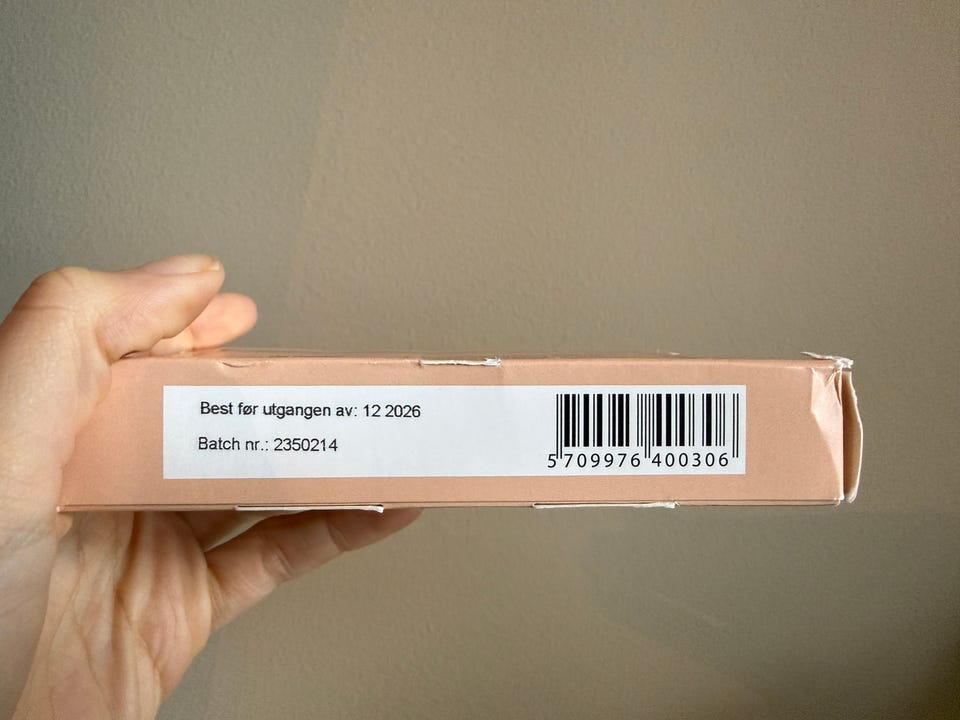 Best før utgangen av: 12 2026
Batch nr.: 2350214
5 709976 400306